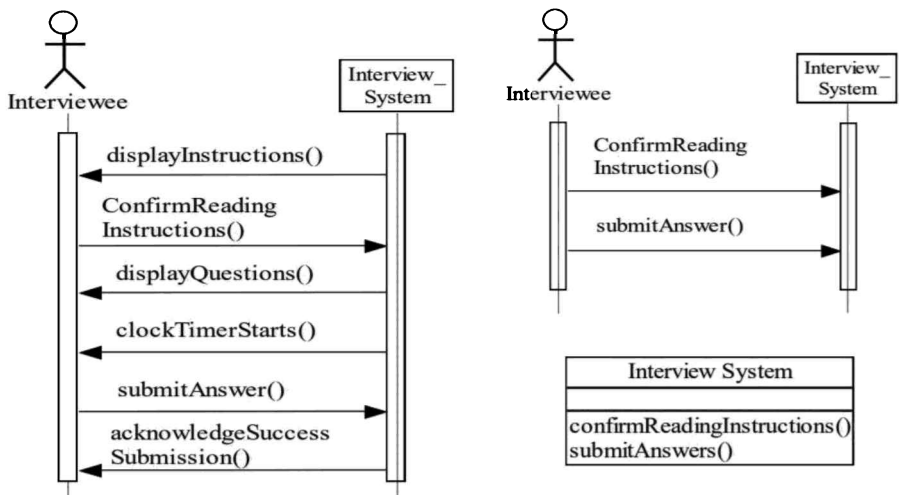 Interviewee
Interview_
System
displayInstructions()
ConfirmReading
Instructions()
displayQuestions()
clockTimerStarts()
submitAnswer()
acknowledgeSuccess
Submission()
Interviewee
Interview_
System
ConfirmReading
Instructions()
submitAnswer()
Interview System
confirmReadingInstructions()
submitAnswers()